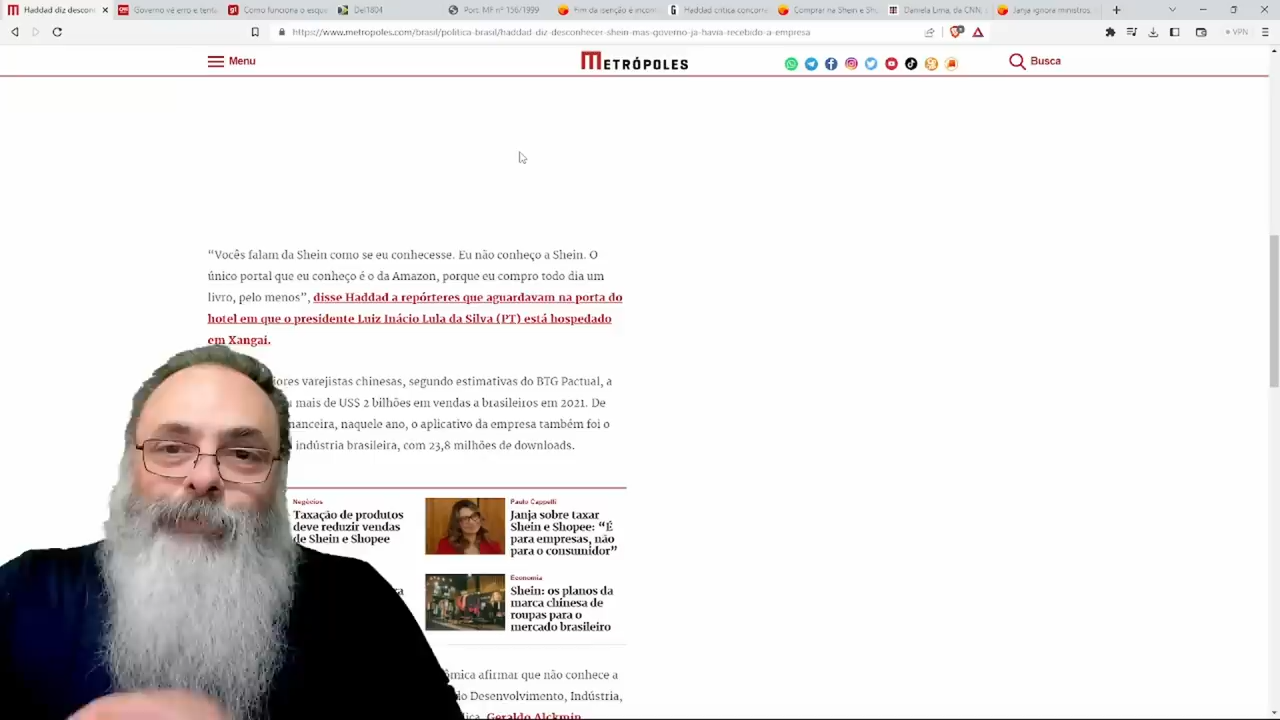 Haddad diz descon
Governo vê erro e tenta
Como funciona o esque
Del1804
Port. MF nº 156/1999
Fim da isenção é incon
Haddad critica concorr
Comprar na Shein e Sh
Daniela Lima, da CNN,
Janja ignora ministros
https://www.metropoles.com/brasil/politica-brasil/haddad-diz-desconhecer-shein-mas-governo-ja-havia-recebido-a-empresa
VPN
Menu
METRÓPOLES
Busca
“Vocês falam da Shein como se eu conhecesse. Eu não conheço a Shein. O
único portal que eu conheço é o da Amazon, porque eu compro todo dia um
livro, pelo menos”, disse Haddad a repórteres que aguardavam na porta do
hotel em que o presidente Luiz Inácio Lula da Silva (PT) está hospedado
em Xangai.
iores varejistas chinesas, segundo estimativas do BTG Pactual, a
mais de US$ 2 bilhões em vendas a brasileiros em 2021. De
nanceira, naquele ano, o aplicativo da empresa também foi o
indústria brasileira, com 23,8 milhões de downloads.
Negócios
Taxação de produtos
deve reduzir vendas
de Shein e Shopee
Paulo Cappelli
Janja sobre taxar
Shein e Shopee: “É
para empresas, não
para o consumidor”
Economia
Shein: os planos da
marca chinesa de
roupas para o
mercado brasileiro
ômica afirmar que não conhece a
do Desenvolvimento, Indústria,
Geraldo Alckmin